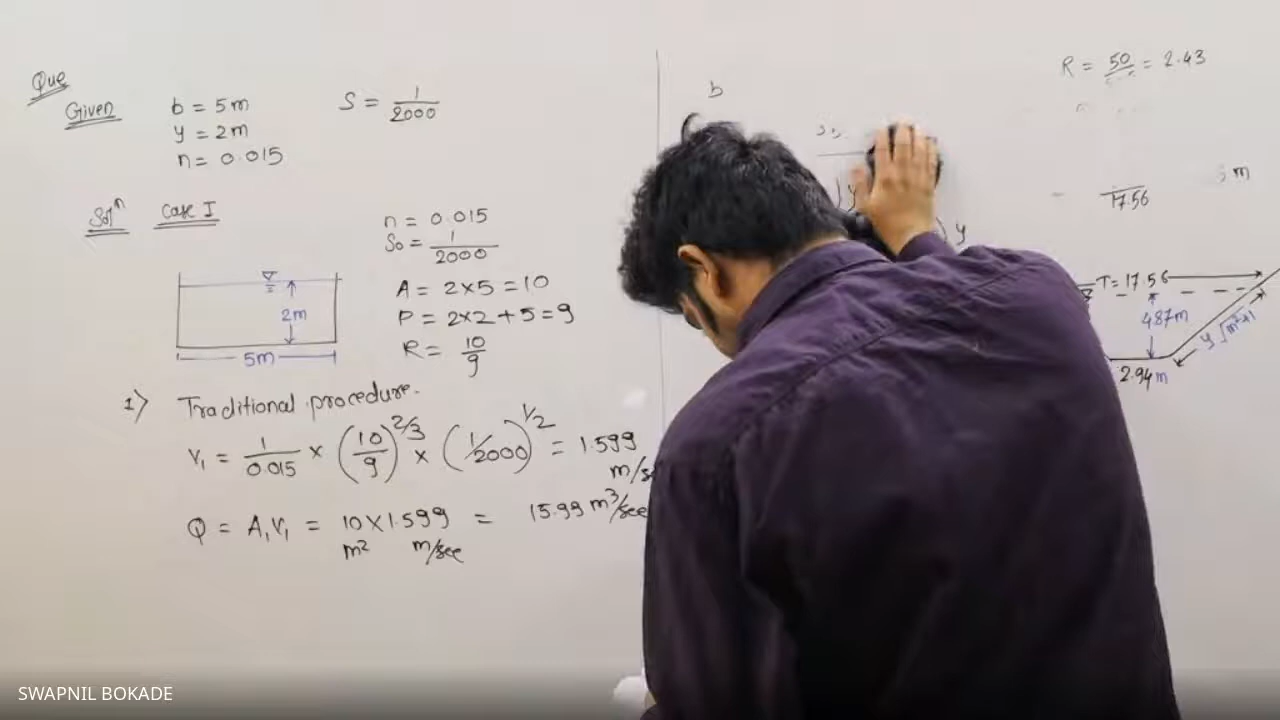 Que
Given b = 5m S = 1/2000
y = 2m
n = 0.015
Solⁿ Case I
n = 0.015
S₀ = 1/2000
A = 2×5 = 10
P = 2×2+5 = 9
R = 10/9
2m
5m
1) Traditional procedure.
V₁ = 1/0.015 × (10/9)^2/3 × (1/2000)^1/2 = 1.599
Q = A₁V₁ = 10 × 1.599 = 15.99 m³/sec
m² m/sec
b
R = 50 = 2.43
m
17.56
y
T = 17.56
4.87m
y √m²+1
2.94m
SWAPNIL BOKADE